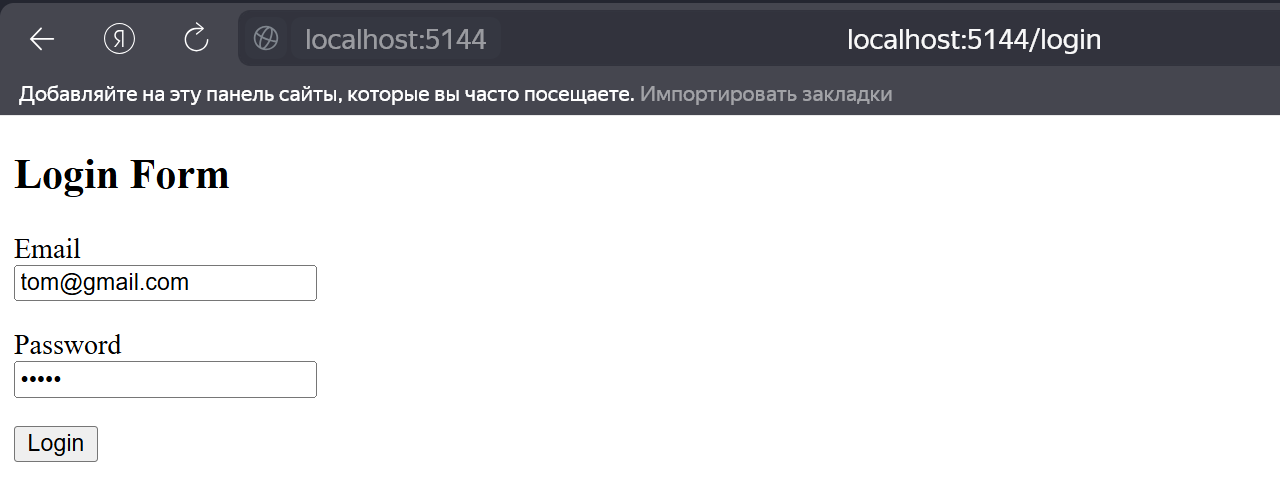 Я localhost:5144 localhost:5144/login
Добавляйте на эту панель сайты, которые вы часто посещаете. Импортировать закладки
Login Form
Email
tom@gmail.com
Password
•••••
Login